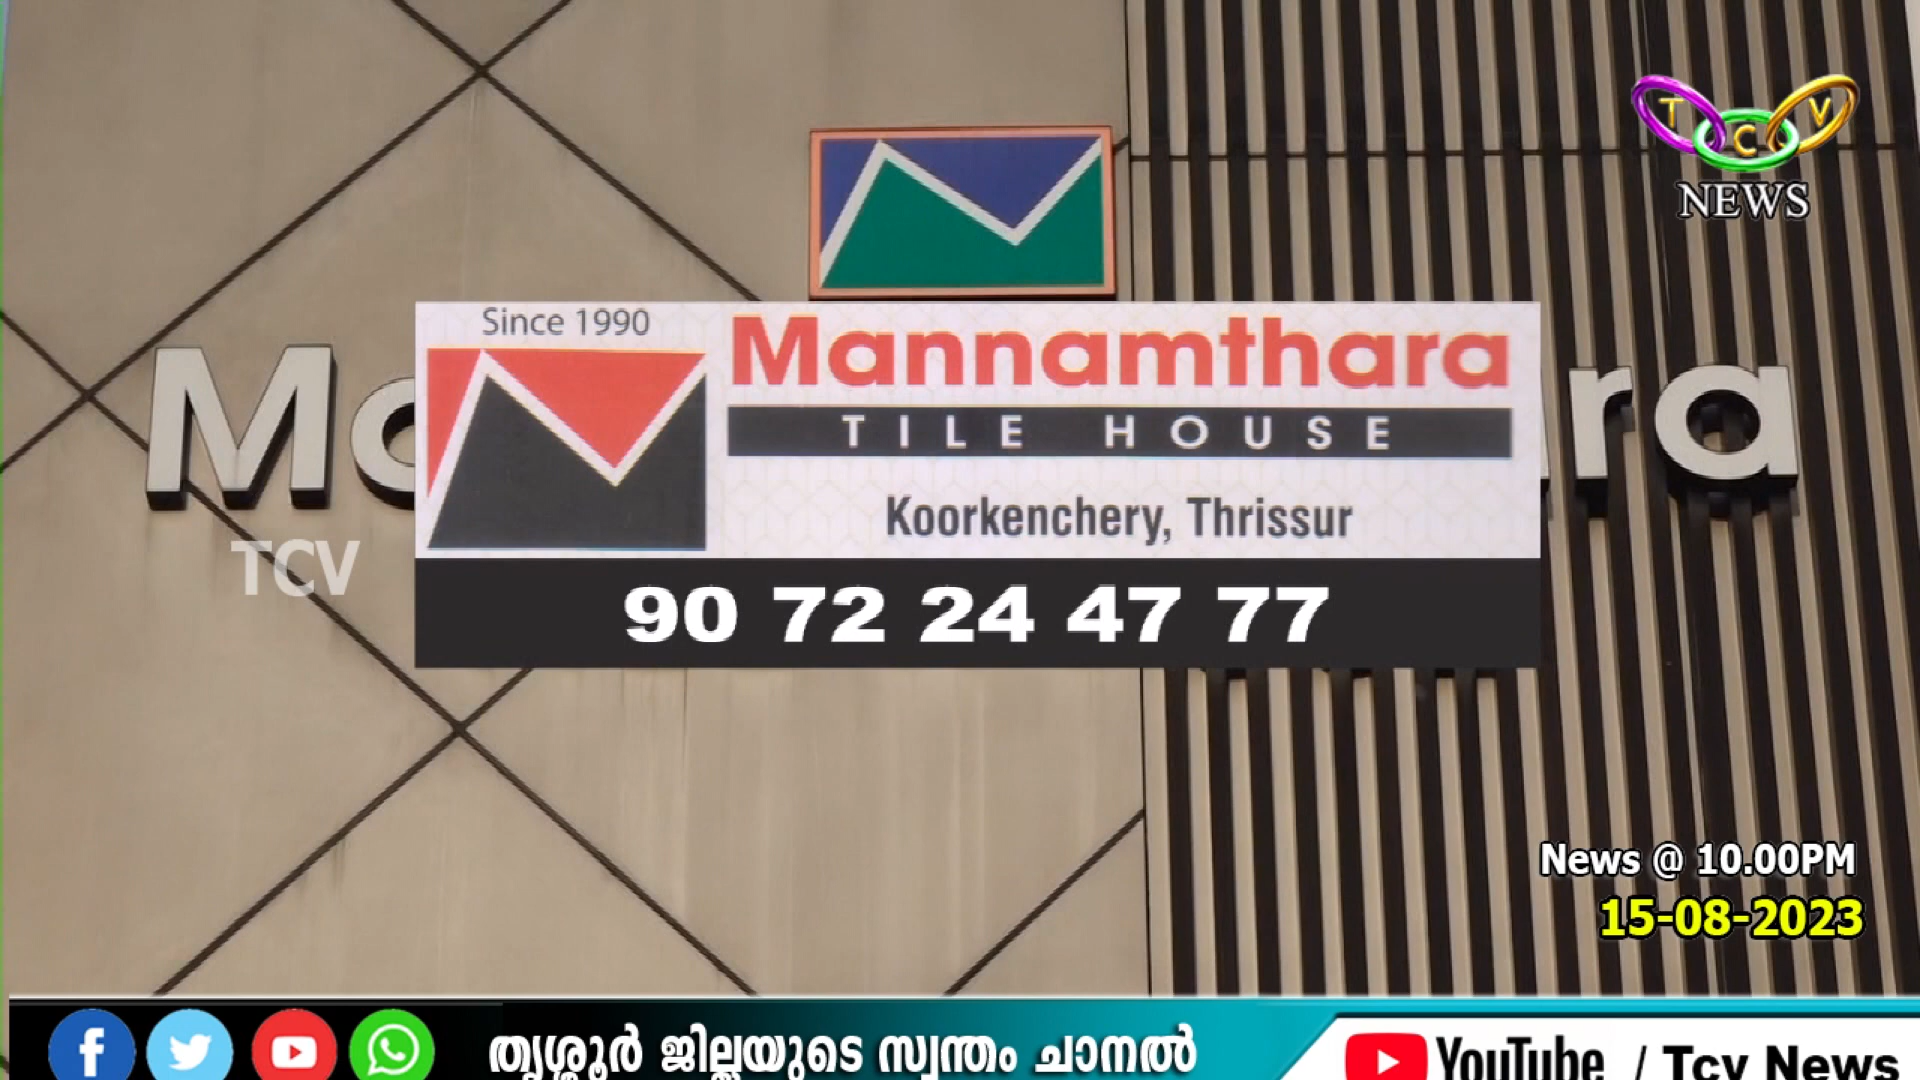 T C V
NEWS
Since 1990
Mannamthara
TILE HOUSE
Koorkenchery, Thrissur
90 72 24 47 77
M
ra
TCV
News @ 10.00PM
15-08-2023
തൃശ്ശൂർ ജില്ലയുടെ സ്വന്തം ചാനൽ
YouTube / Tcv News